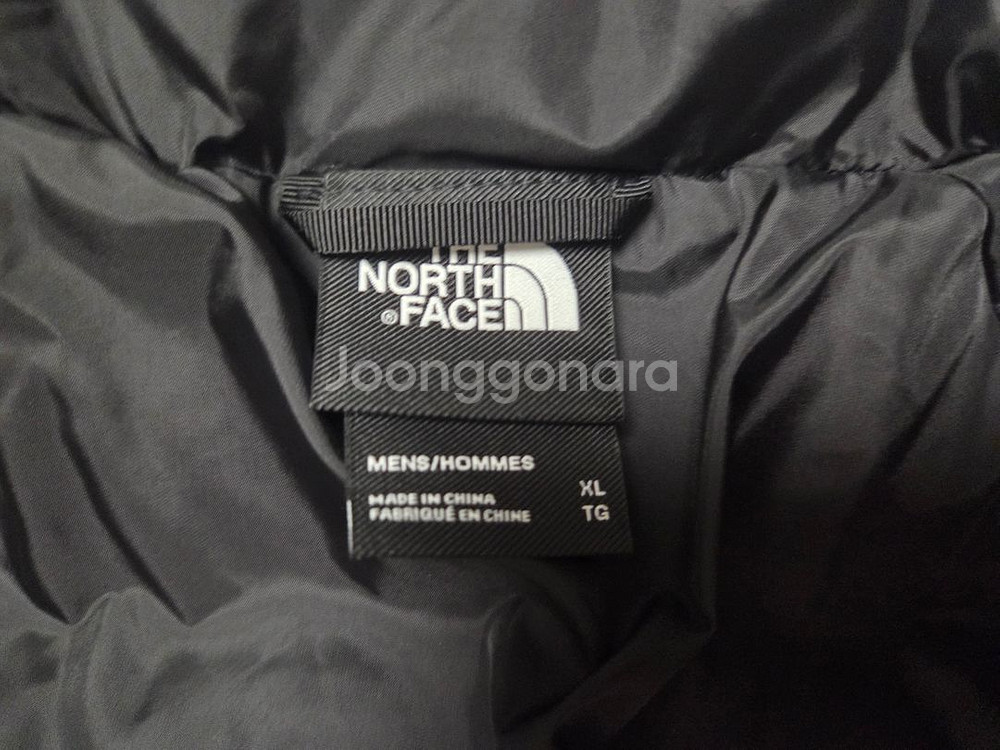 THE
NORTH
® FACE
Joonggonara
MENS/HOMMES
XL
MADE IN CHINA
FABRIQUÉ EN CHINE
TG